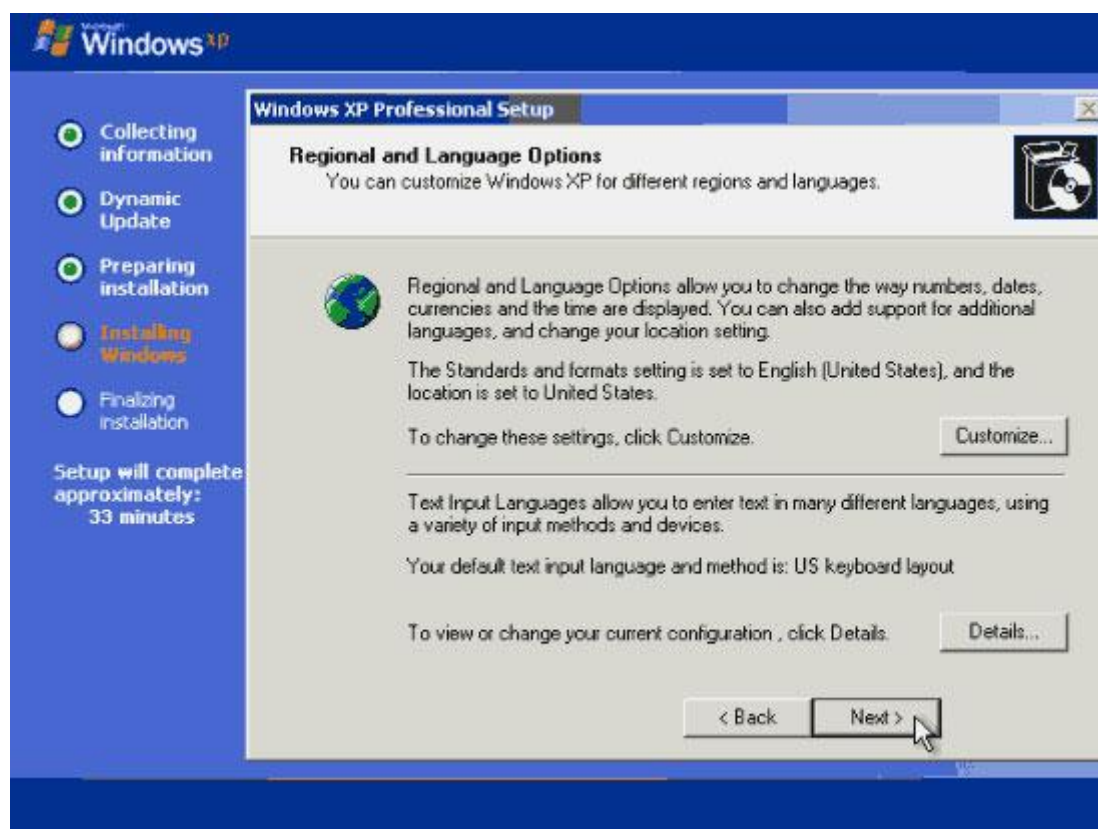 Microsoft
Windows xp
Collecting
information
Dynamic
Update
Preparing
installation
Installing
Windows
Finalizing
installation
Setup will complete
approximately:
33 minutes
Windows XP Professional Setup
Regional and Language Options
You can customize Windows XP for different regions and languages.
Regional and Language Options allow you to change the way numbers, dates,
currencies and the time are displayed. You can also add support for additional
languages, and change your location setting.
The Standards and formats setting is set to English (United States), and the
location is set to United States.
To change these settings, click Customize.
Customize...
Text Input Languages allow you to enter text in many different languages, using
a variety of input methods and devices.
Your default text input language and method is: US keyboard layout
To view or change your current configuration , click Details.
Details...
< Back
Next >